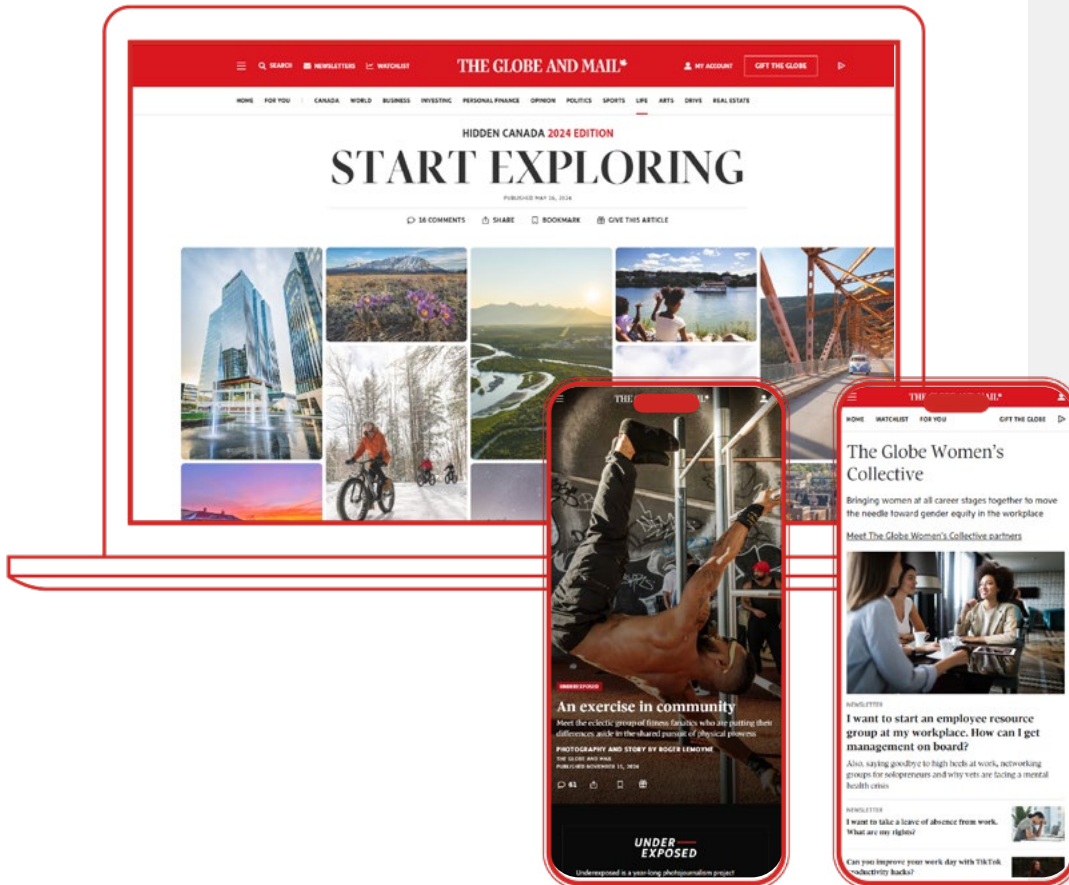 SEARCH NEWSLETTERS WATCHLIST THE GLOBE AND MAIL MY ACCOUNT GIFT THE GLOBE
HOME FOR YOU CANADA WORLD BUSINESS INVESTING PERSONAL FINANCE OPINION POLITICS SPORTS LIFE ARTS DRIVE REAL ESTATE
HIDDEN CANADA 2024 EDITION
START EXPLORING
PUBLISHED MAY 16, 2024
16 COMMENTS SHARE BOOKMARK GIVE THIS ARTICLE
UNDEREXPOSED
An exercise in community
Meet the eclectic group of fitness fanatics who are putting their
differences aside in the shared pursuit of physical prowess
PHOTOGRAPHY AND STORY BY ROGER LEMOYNE
THE GLOBE AND MAIL
PUBLISHED NOVEMBER 11, 2024
61
UNDER
EXPOSED
Underexposed is a year-long photojournalism project
HOME WATCHLIST FOR YOU GIFT THE GLOBE
The Globe Women's
Collective
Bringing women at all career stages together to move
the needle toward gender equity in the workplace
Meet The Globe Women's Collective partners
NEWSLETTER
I want to start an employee resource
group at my workplace. How can I get
management on board?
Also, saying goodbye to high heels at work, networking
groups for solopreneurs and why vets are facing a mental
health crisis
NEWSLETTER
I want to take a leave of absence from work.
What are my rights?
Can you improve your work day with TikTok
productivity hacks?